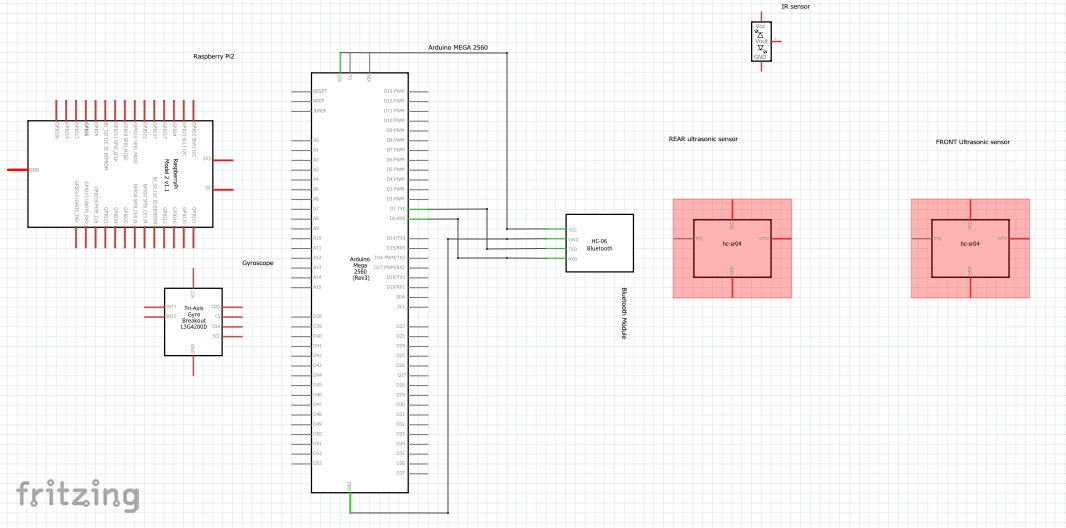 IR sensor
Vcc
Vout
GND
Arduino MEGA 2560
Raspberry Pi2
REAR ultrasonic sensor
FRONT Ultrasonic sensor
RESET
AREF
IOREF
A0
A1
A2
A3
A4
A5
A6
A7
A8
A9
A10
A11
A12
A13
A14
A15
D13 PWM
D12 PWM
D11 PWM
D10 PWM
D9 PWM
D8 PWM
D7 PWM
D6 PWM
D5 PWM
D4 PWM
D3 PWM
D2 PWM
D1 TX0
D0 RX0
D14/TX3
D15/RX3
D16 PWM/TX2
D17 PWM/RX2
D18/TX1
D19/RX1
SDA
SCL
Arduino
Mega
2560
(Rev3)
D38
D39
D40
D41
D42
D43
D44
D45
D46
D47
D48
D49
D50
D51
D52
D53
D22
D23
D24
D25
D26
D27
D28
D29
D30
D31
D32
D33
D34
D35
D36
D37
GND
RaspberryPi
Model 2 v1.1
GND
3V3
5V
Gyroscope
Tri-Axis
Gyro
Breakout
L3G4200D
INT1
INT2
SDO
CS
SDA
SCL
GND
VCC
GND
TXD
RXD
HC-06
Bluetooth
Bluetooth Module
trig
hc-sr04
echo
GND
trig
hc-sr04
echo
GND
fritzing